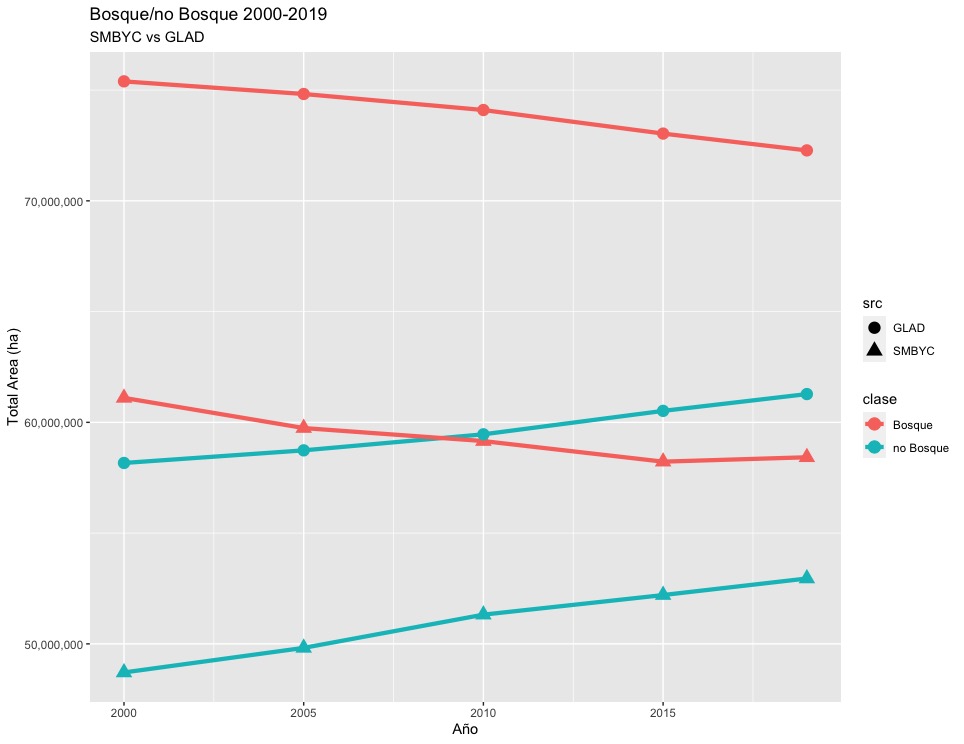 Bosque/no Bosque 2000-2019
SMBYC vs GLAD
Total Area (ha)
70,000,000
60,000,000
50,000,000
2000
2005
2010
2015
Año
src
GLAD
SMBYC
clase
Bosque
no Bosque